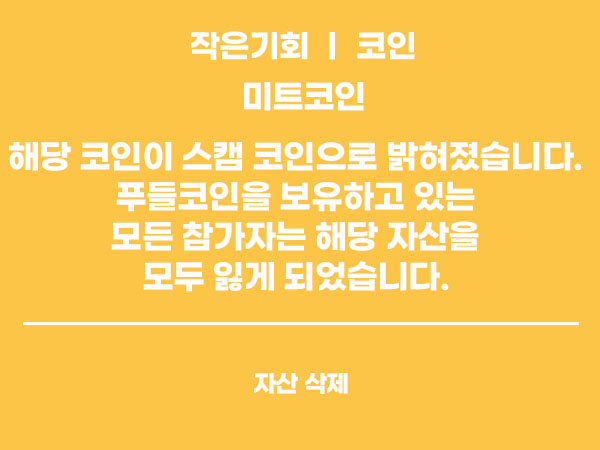 작은기회 ㅣ 코인
미트코인
해당 코인이 스캠 코인으로 밝혀졌습니다.
푸들코인을 보유하고 있는
모든 참가자는 해당 자산을
모두 잃게 되었습니다.
자산 삭제